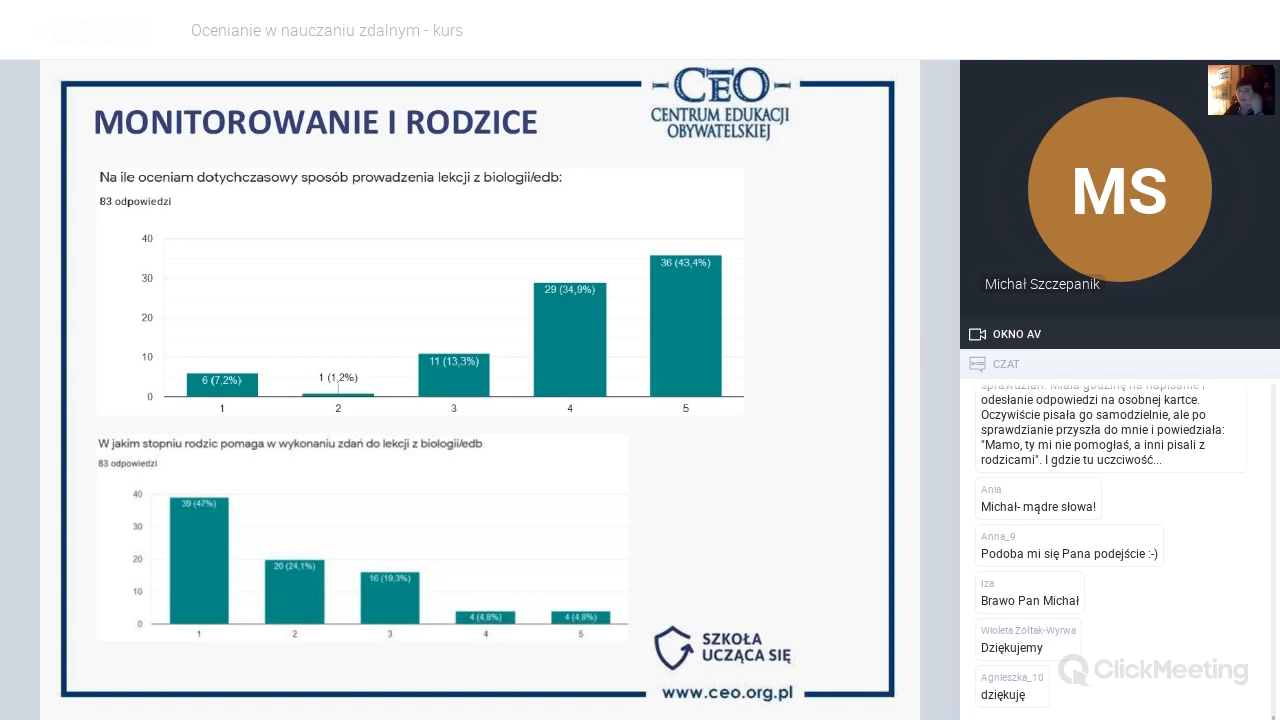 Ocenianie w nauczaniu zdalnym - kurs
MONITOROWANIE I RODZICE
CEO
CENTRUM EDUKACJI
OBYWATELSKIEJ
Na ile oceniam dotychczasowy sposób prowadzenia lekcji z biologii/edb:
83 odpowiedzi
40
30
20
10
0
6 (7,2%)
1 (1,2%)
11 (13,3%)
29 (34,9%)
36 (43,4%)
1 2 3 4 5
W jakim stopniu rodzic pomaga w wykonaniu zdań do lekcji z biologii/edb
83 odpowiedzi
40
30
20
10
0
39 (47%)
20 (24,1%)
16 (19,3%)
4 (4,8%)
4 (4,8%)
1 2 3 4 5
SZKOŁA
UCZĄCA SIĘ
www.ceo.org.pl
MS
Michał Szczepanik
OKNO AV
CZAT
sprawdzian. Miała godzinę na napisanie i
odesłanie odpowiedzi na osobnej kartce.
Oczywiście pisała go samodzielnie, ale po
sprawdzianie przyszła do mnie i powiedziała:
"Mamo, ty mi nie pomogłaś, a inni pisali z
rodzicami". I gdzie tu uczciwość...
Ania
Michał- mądre słowa!
Anna_9
Podoba mi się Pana podejście :-)
Iza
Brawo Pan Michał
Wioleta Żółtak-Wyrwa
Dziękujemy
Agnieszka_10
dziękuję
ClickMeeting